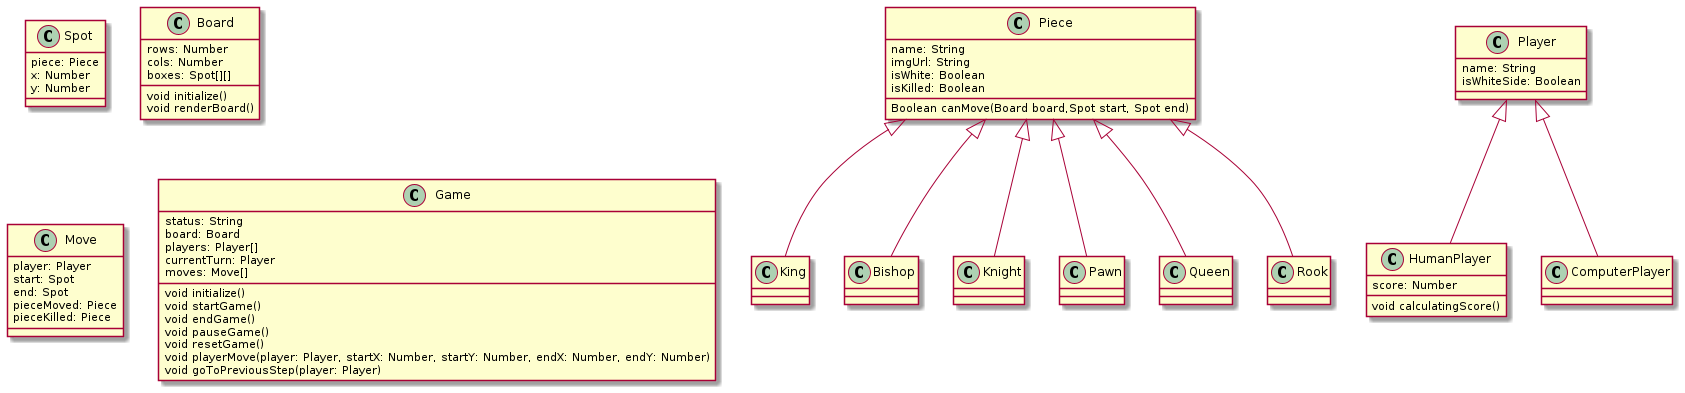 C Spot
piece: Piece
x: Number
y: Number
C Board
rows: Number
cols: Number
boxes: Spot[][]
void initialize()
void renderBoard()
C Piece
name: String
imgUrl: String
isWhite: Boolean
isKilled: Boolean
Boolean canMove(Board board,Spot start, Spot end)
C Player
name: String
isWhiteSide: Boolean
C Move
player: Player
start: Spot
end: Spot
pieceMoved: Piece
pieceKilled: Piece
C Game
status: String
board: Board
players: Player[]
currentTurn: Player
moves: Move[]
void initialize()
void startGame()
void endGame()
void pauseGame()
void resetGame()
void playerMove(player: Player, startX: Number, startY: Number, endX: Number, endY: Number)
void goToPreviousStep(player: Player)
C King
C Bishop
C Knight
C Pawn
C Queen
C Rook
C HumanPlayer
score: Number
void calculatingScore()
C ComputerPlayer